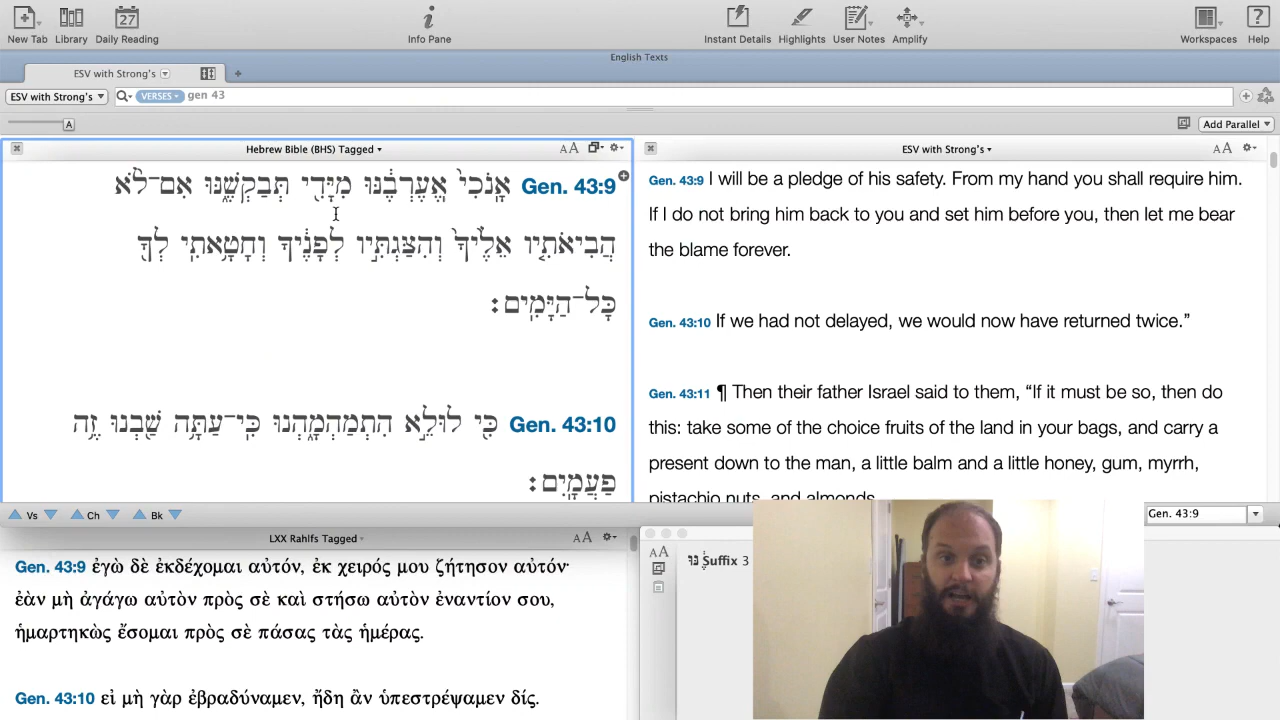 New Tab Library Daily Reading Info Pane Instant Details Highlights User Notes Amplify Workspaces Help
27
English Texts
ESV with Strong's
ESV with Strong's VERSES gen 43
A Add Parallel
Hebrew Bible (BHS) Tagged AA
Gen. 43:9 אָֽנֹכִי֙ אֶֽעֶרְבֶ֔נּוּ מִיָּדִ֖י תְּבַקְשֶׁ֑נּוּ אִם־לֹ֨א
הֲבִיאֹתִ֤יו אֵלֶ֙יךָ֙ וְהִצַּגְתִּ֣יו לְפָנֶ֔יךָ וְחָטָ֥אתִֽי לְךָ֖
כָּל־הַיָּמִֽים׃
Gen. 43:10 כִּ֖י לוּלֵ֣א הִתְמַהְמָ֑הְנוּ כִּֽי־עַתָּ֥ה שַׁ֖בְנוּ זֶ֥ה
פַעֲמָֽיִם׃
ESV with Strong's AA
Gen. 43:9 I will be a pledge of his safety. From my hand you shall require him.
If I do not bring him back to you and set him before you, then let me bear
the blame forever.
Gen. 43:10 If we had not delayed, we would now have returned twice.”
Gen. 43:11 ¶ Then their father Israel said to them, “If it must be so, then do
this: take some of the choice fruits of the land in your bags, and carry a
present down to the man, a little balm and a little honey, gum, myrrh,
pistachio nuts, and almonds
Vs Ch Bk Gen. 43:9
LXX Rahlfs Tagged AA
Gen. 43:9 ἐγὼ δὲ ἐκδέχομαι αὐτόν, ἐκ χειρός μου ζήτησον αὐτόν·
ἐὰν μὴ ἀγάγω αὐτὸν πρὸς σὲ καὶ στήσω αὐτὸν ἐναντίον σου,
ἡμαρτηκὼς ἔσομαι πρὸς σὲ πάσας τὰς ἡμέρας.
Gen. 43:10 εἰ μὴ γὰρ ἐβραδύναμεν, ἤδη ἂν ὑπεστρέψαμεν δίς.
AA
Suffix 3